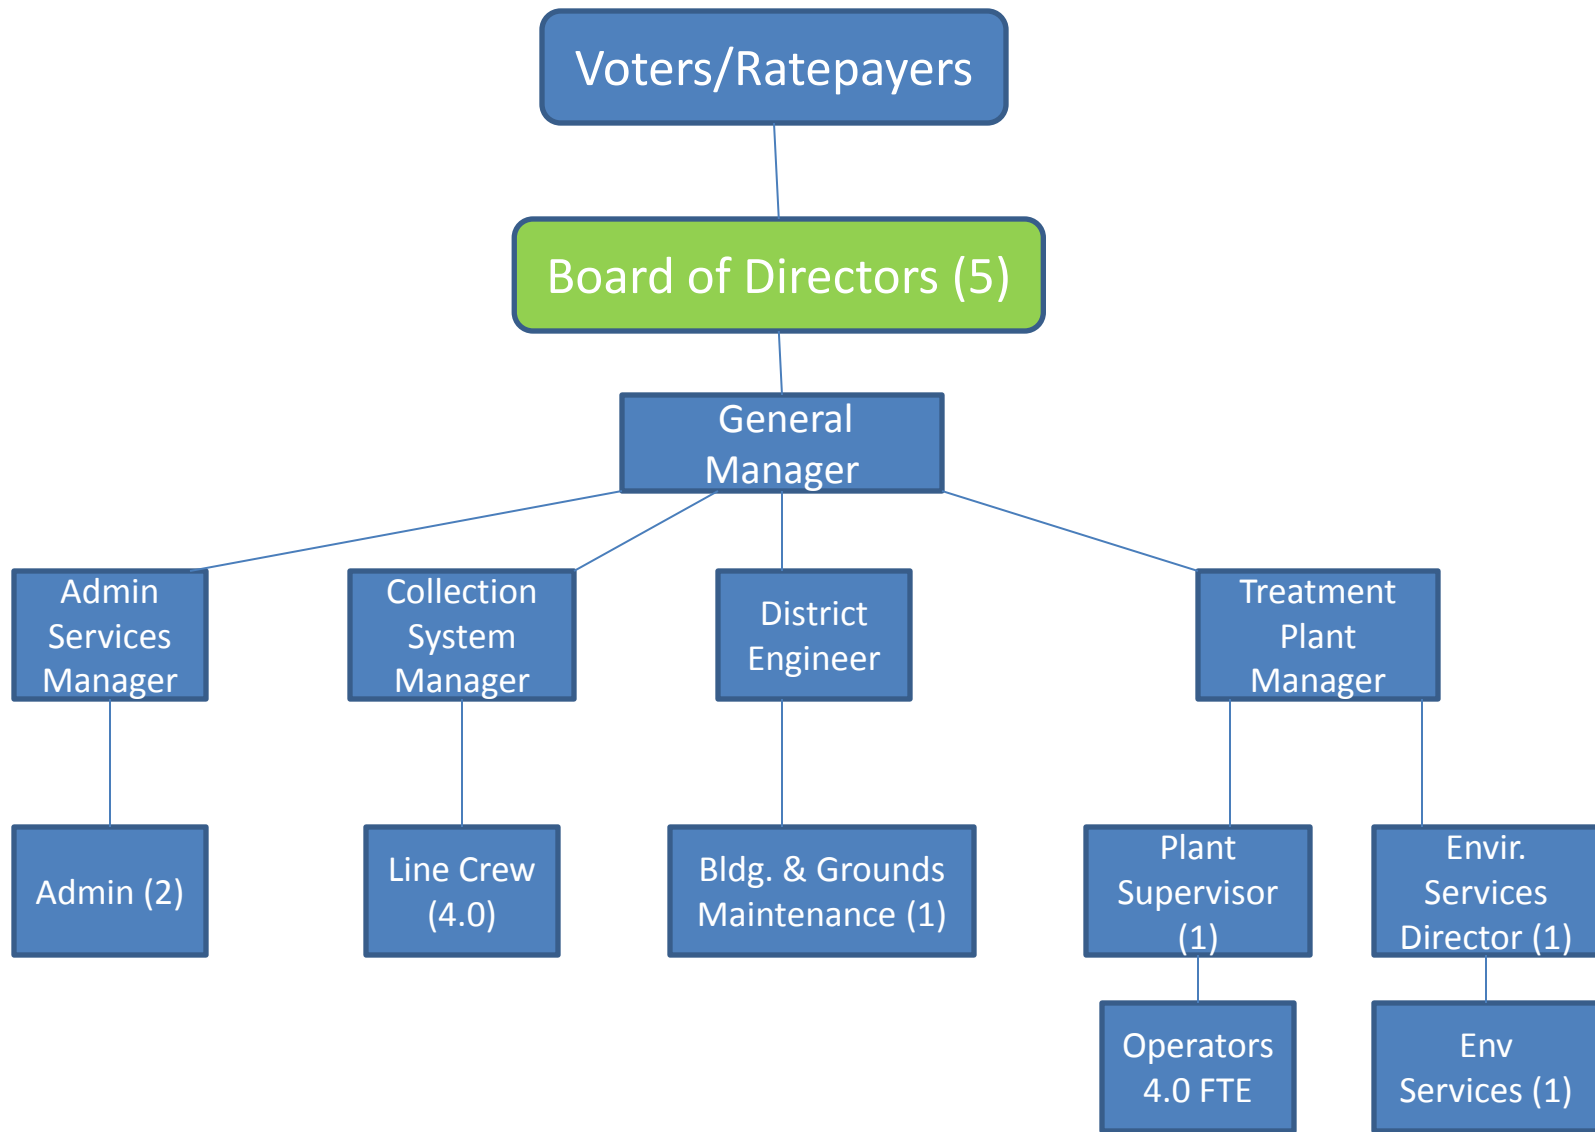 Voters/Ratepayers
Board of Directors (5)
General
Manager
Admin
Services
Manager
Collection
System
Manager
District
Engineer
Treatment
Plant
Manager
Admin (2)
Line Crew
(4.0)
Bldg. & Grounds
Maintenance (1)
Plant
Supervisor
(1)
Envir.
Services
Director (1)
Operators
4.0 FTE
Env
Services (1)